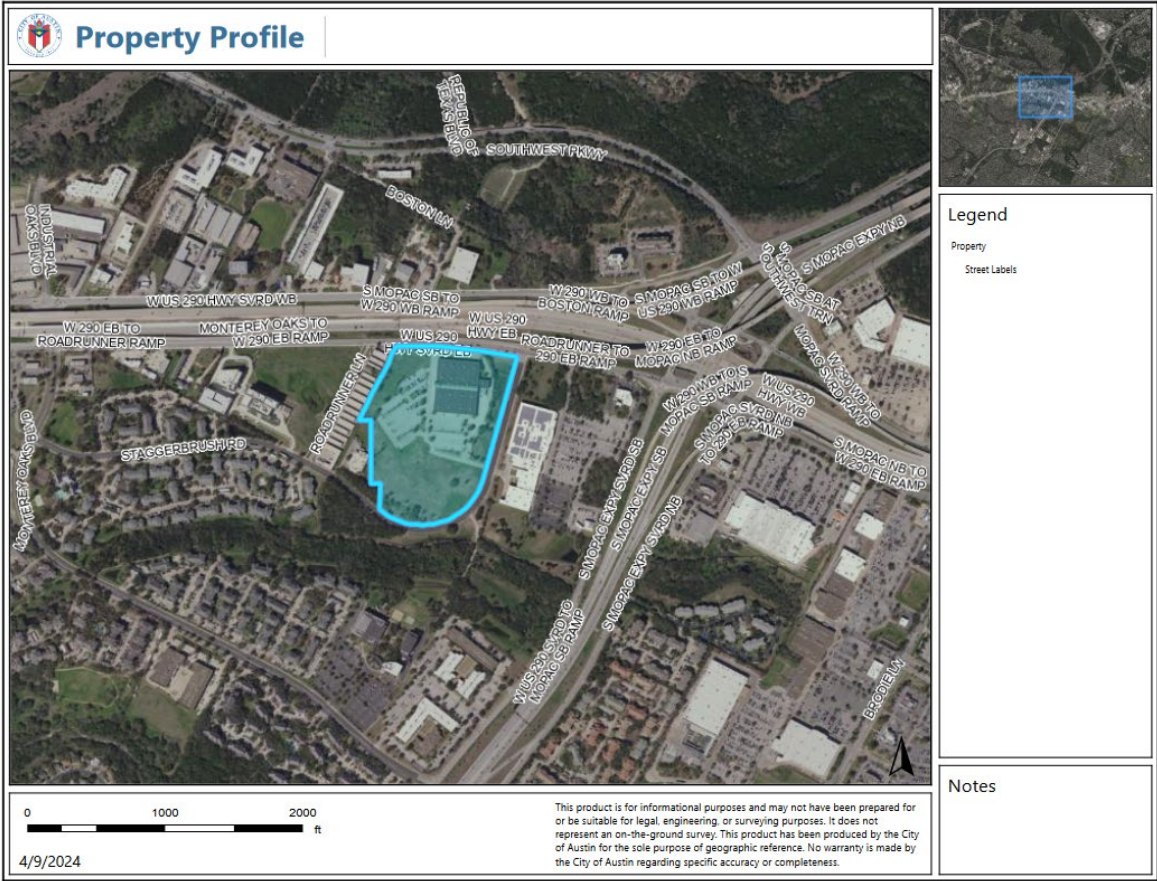 CITY OF AUSTIN
Property Profile
REPUBLIC OF
TEXAS BLVD
SOUTHWEST PKWY
BOSTON LN
INDUSTRIAL
OAKS BLVD
S MOPAC EXPY NB
S MOPAC SB AT
SOUTHWEST TRN
W US 290 HWY SVRD WB
S MOPAC SB TO
W 290 WB RAMP
W 290 WB TO
BOSTON RAMP
S MOPAC SB TO W
US 290 WB RAMP
W 290 EB TO
ROADRUNNER RAMP
MONTEREY OAKS TO
W 290 EB RAMP
W US 290
HWY EB
W US 290
HWY SVRD EB
ROADRUNNER TO
290 EB RAMP
W 290 EB TO
MOPAC NB RAMP
W 290 WB TO
MOPAC SVRD RAMP
W 290 WB TO S
MOPAC SB RAMP
W US 290
HWY WB
S MOPAC SVRD NB
TO 290 EB RAMP
S MOPAC NB TO
W 290 EB RAMP
ROADRUNNER LN
STAGGERBRUSH RD
MONTEREY OAKS BLVD
S MOPAC EXPY SVRD SB
S MOPAC EXPY SB
S MOPAC EXPY SVRD NB
W US 290 SVRD TO
MOPAC SB RAMP
BRODIE LN
Legend
Property
Street Labels
Notes
0 1000 2000
ft
4/9/2024
This product is for informational purposes and may not have been prepared for
or be suitable for legal, engineering, or surveying purposes. It does not
represent an on-the-ground survey. This product has been produced by the City
of Austin for the sole purpose of geographic reference. No warranty is made by
the City of Austin regarding specific accuracy or completeness.